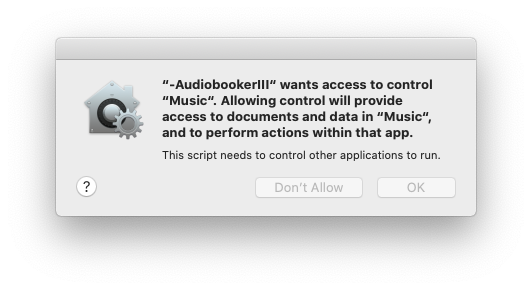 “-AudiobookerIII“ wants access to control
“Music“. Allowing control will provide
access to documents and data in “Music“,
and to perform actions within that app.
This script needs to control other applications to run.
?
Don’t Allow
OK